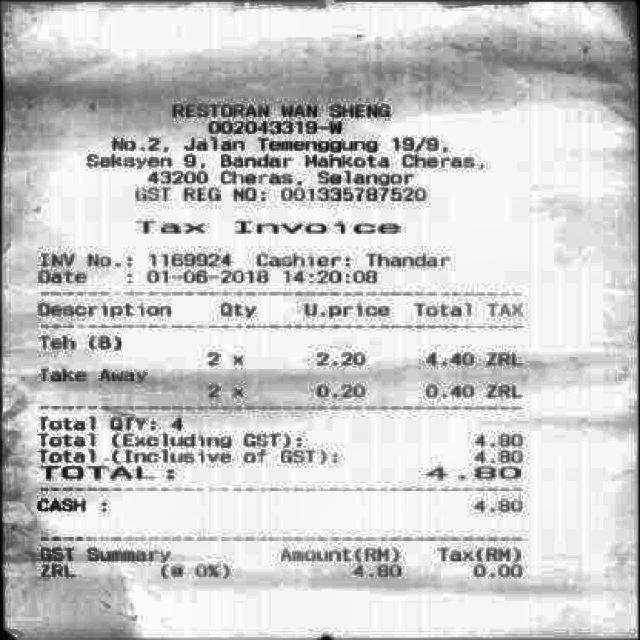 RESTORAN WAN SHENG
002043319-W
No.2, Jalan Temenggung 19/9,
Seksyen 9, Bandar Mahkota Cheras,
43200 Cheras, Selangor
GST REG NO: 001335787520
Tax Invoice
INV No.: 1169924 Cashier: Thandar
Date : 01-06-2018 14:20:08
Description Qty U.price Total TAX
Teh (B)
2 x 2.20 4.40 ZRL
Take Away
2 x 0.20 0.40 ZRL
Total QTY: 4
Total (Excluding GST): 4.80
Total (Inclusive of GST): 4.80
TOTAL : 4.80
CASH : 4.80
GST Summary Amount(RM) Tax(RM)
ZRL (@ 0%) 4.80 0.00